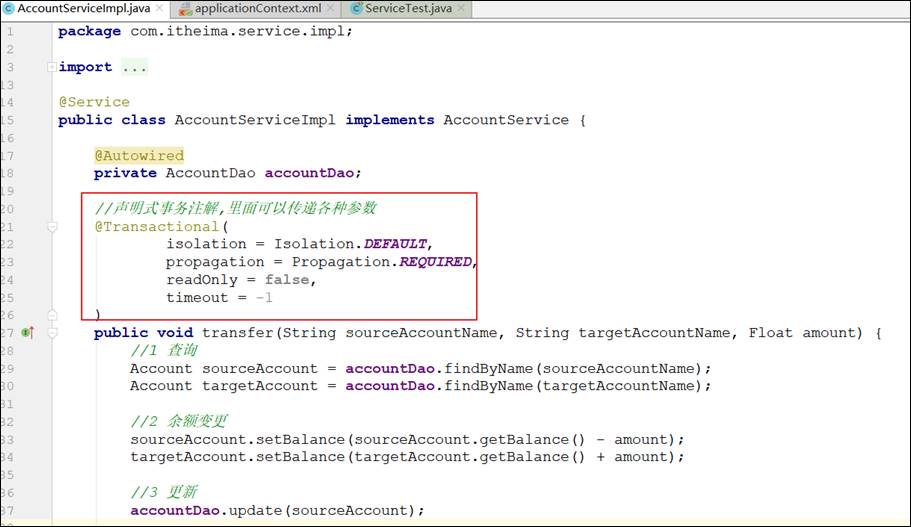 AccountServiceImpl.java × applicationContext.xml × ServiceTest.java ×
1 package com.itheima.service.impl;
2
3 import ...
13
14 @Service
15 public class AccountServiceImpl implements AccountService {
16
17 @Autowired
18 private AccountDao accountDao;
19
20 //声明式事务注解,里面可以传递各种参数
21 @Transactional(
22 isolation = Isolation.DEFAULT,
23 propagation = Propagation.REQUIRED,
24 readOnly = false,
25 timeout = -1
26 )
27 public void transfer(String sourceAccountName, String targetAccountName, Float amount) {
28 //1 查询
29 Account sourceAccount = accountDao.findByName(sourceAccountName);
30 Account targetAccount = accountDao.findByName(targetAccountName);
31
32 //2 余额变更
33 sourceAccount.setBalance(sourceAccount.getBalance() - amount);
34 targetAccount.setBalance(targetAccount.getBalance() + amount);
35
36 //3 更新
37 accountDao.update(sourceAccount);